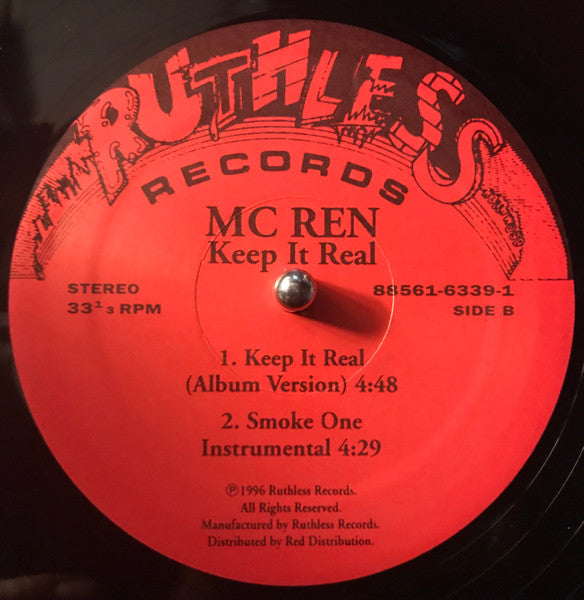 RUTHLESS
RECORDS
MC REN
Keep It Real
STEREO
33 1 3 RPM
88561-6339-1
SIDE B
1. Keep It Real
(Album Version) 4:48
2. Smoke One
Instrumental 4:29
℗1996 Ruthless Records.
All Rights Reserved.
Manufactured by Ruthless Records.
Distributed by Red Distribution.